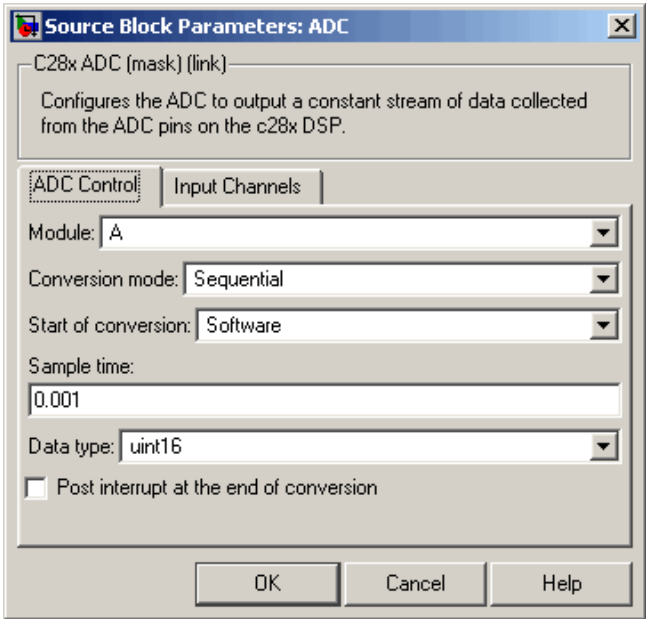 Source Block Parameters: ADC
C28x ADC (mask) (link)
Configures the ADC to output a constant stream of data collected
from the ADC pins on the c28x DSP.
ADC Control Input Channels
Module: A
Conversion mode: Sequential
Start of conversion: Software
Sample time:
0.001
Data type: uint16
Post interrupt at the end of conversion
OK Cancel Help